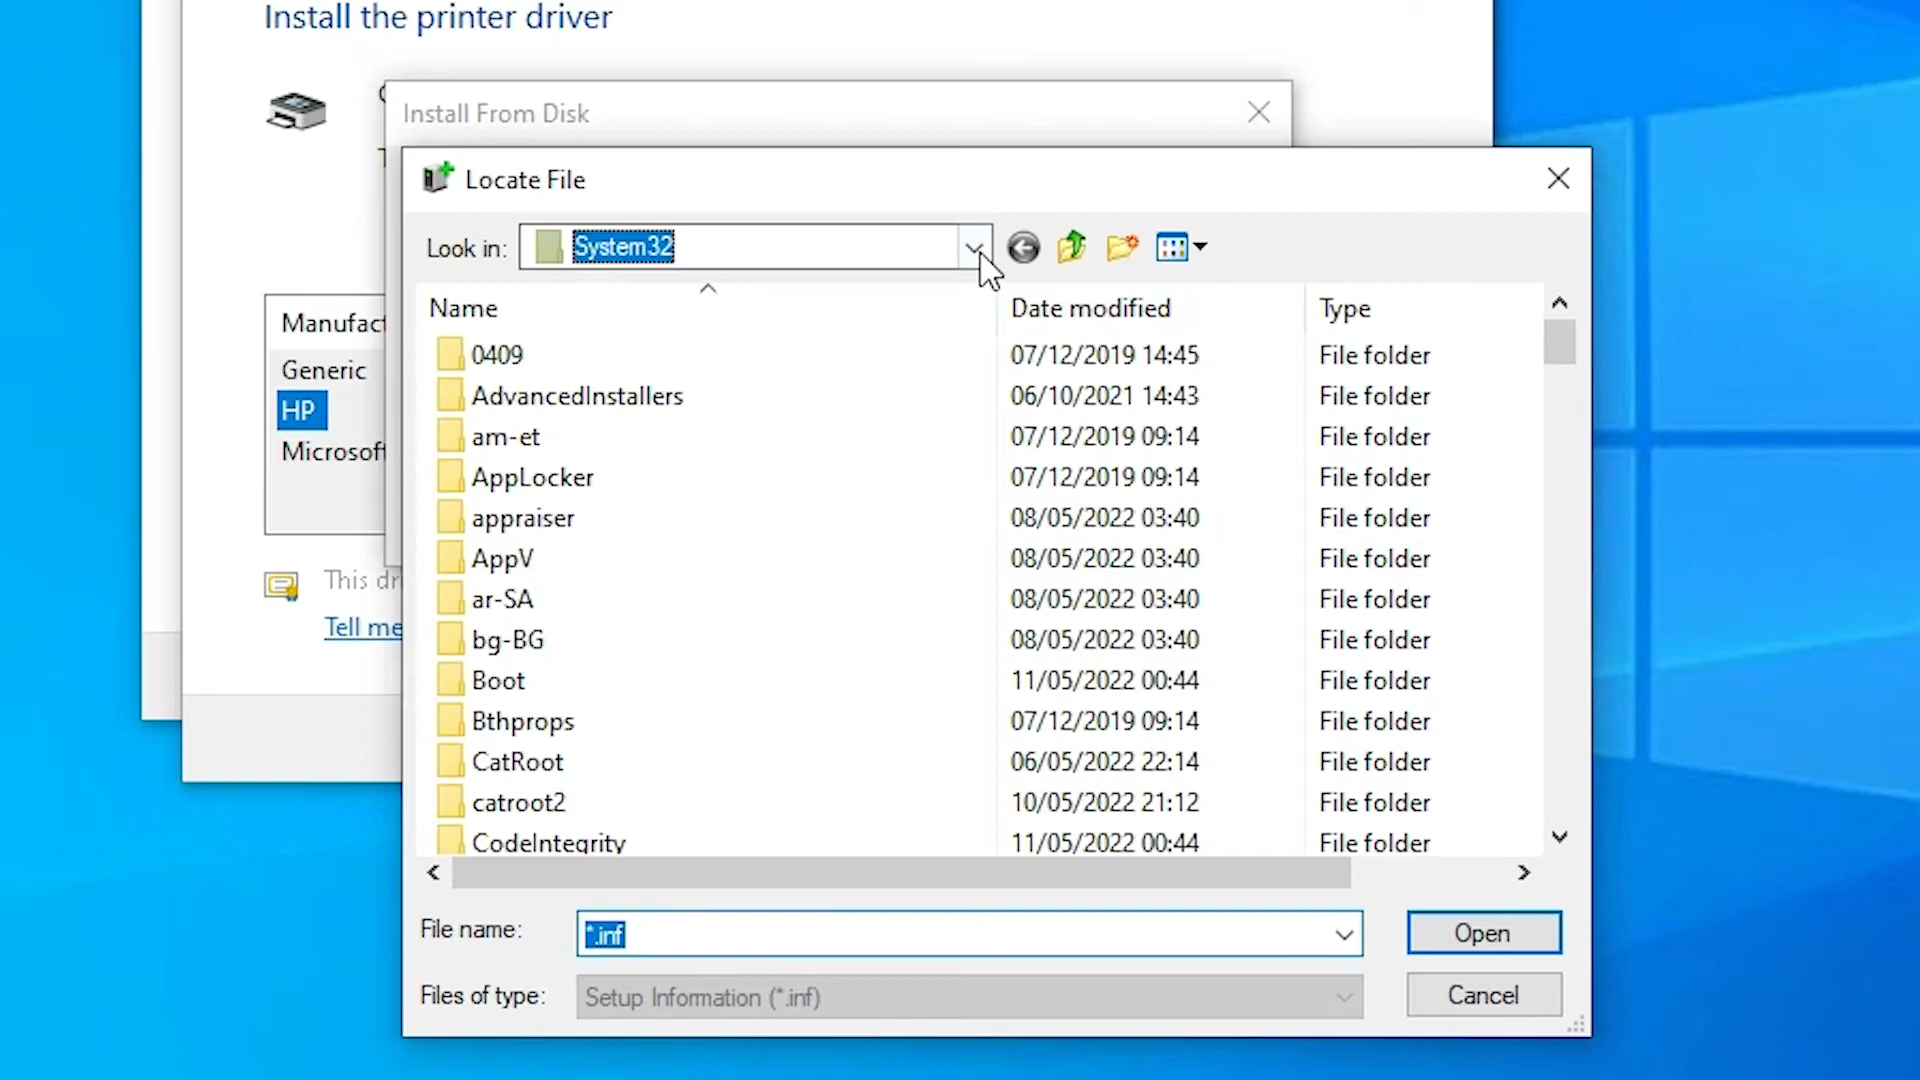 Install the printer driver
Install From Disk
Locate File
Look in: System32
Name Date modified Type
0409 07/12/2019 14:45 File folder
AdvancedInstallers 06/10/2021 14:43 File folder
am-et 07/12/2019 09:14 File folder
AppLocker 07/12/2019 09:14 File folder
appraiser 08/05/2022 03:40 File folder
AppV 08/05/2022 03:40 File folder
ar-SA 08/05/2022 03:40 File folder
bg-BG 08/05/2022 03:40 File folder
Boot 11/05/2022 00:44 File folder
Bthprops 07/12/2019 09:14 File folder
CatRoot 06/05/2022 22:14 File folder
catroot2 10/05/2022 21:12 File folder
CodeIntegrity 11/05/2022 00:44 File folder
File name: *.inf Open
Files of type: Setup Information (*.inf) Cancel
Manufact
Generic
HP
Microsoft
This dri
Tell me